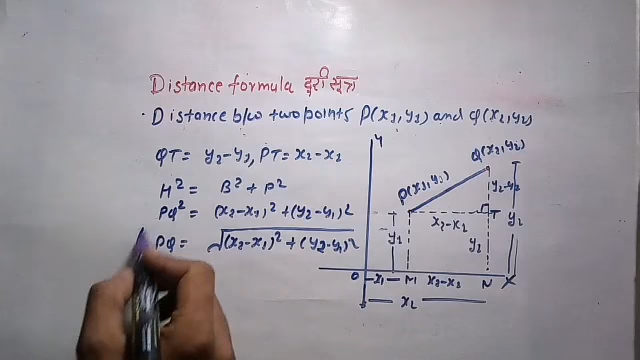 Distance formula दूरी सूत्र
· Distance b/w two points P(x₁,y₁) and Q(x₂,y₂)
QT = y₂-y₁, PT = x₂-x₁
H² = B² + P²
PQ² = (x₂-x₁)² + (y₂-y₁)²
PQ = √(x₂-x₁)² + (y₂-y₁)²
Y
Q(x₂,y₂)
P(x₁,y₁)
y₂-y₁
T
x₂-x₁
y₁
y₁
y₂
O
x₁
M
x₂-x₁
N
X
x₂